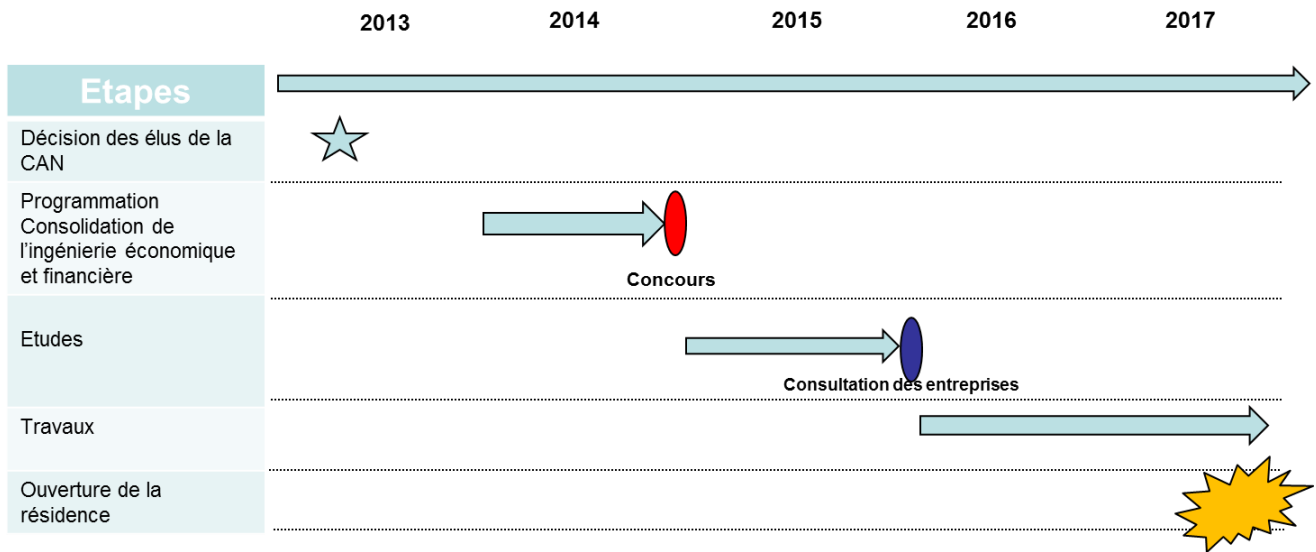 2013 2014 2015 2016 2017
Etapes
Décision des élus de la
CAN
Programmation
Consolidation de
l'ingénierie économique
et financière
Concours
Etudes
Consultation des entreprises
Travaux
Ouverture de la
résidence